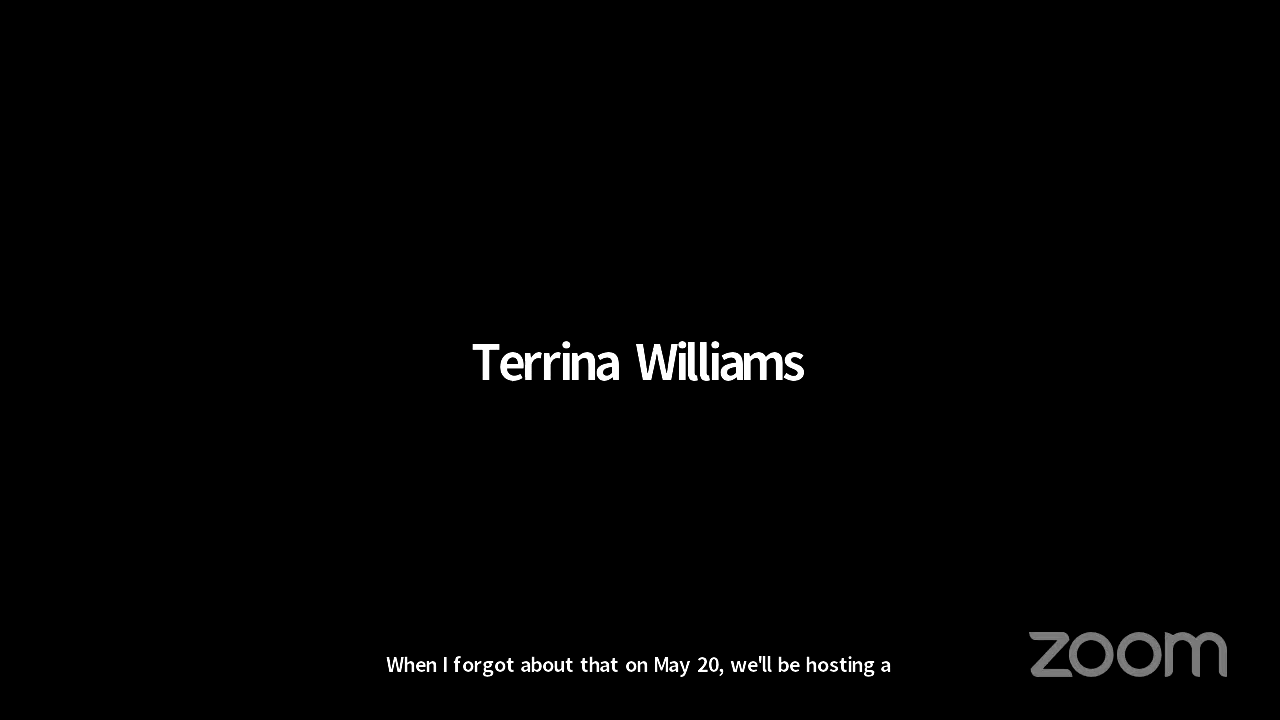 Terrina Williams
When I forgot about that on May 20, we'll be hosting a
zoom